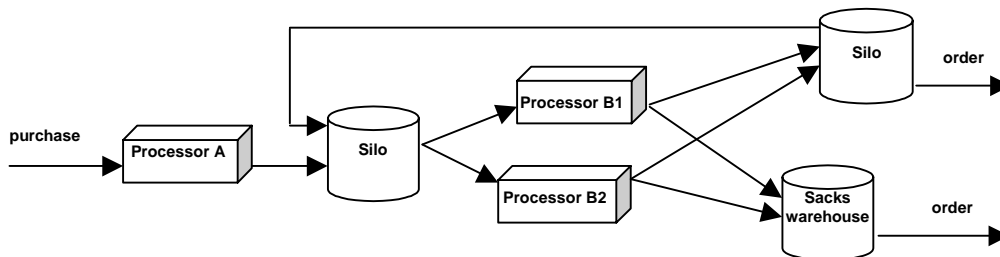 purchase
Processor A
Silo
Processor B1
Processor B2
Silo
order
Sacks
warehouse
order